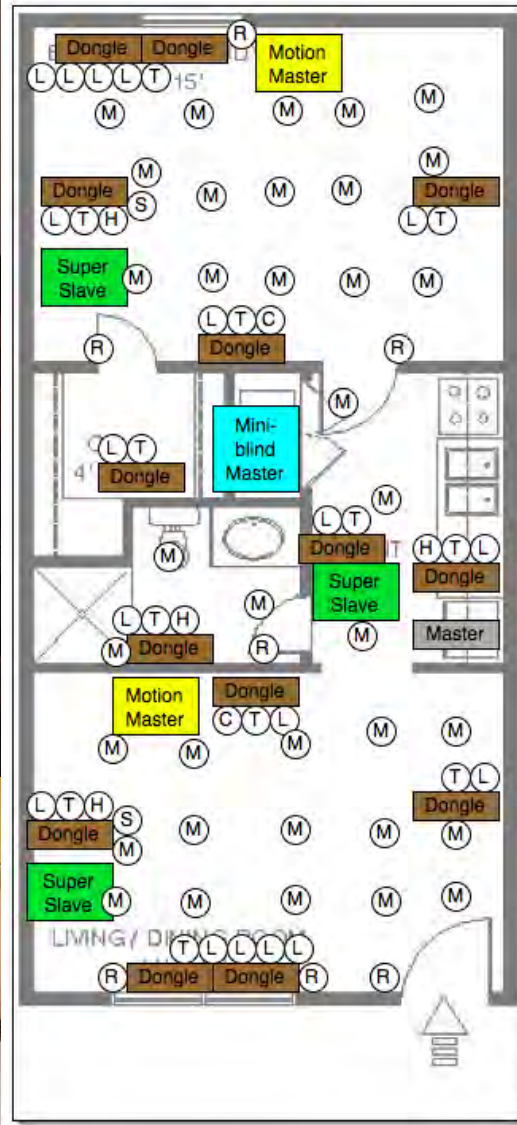 R
Dongle Dongle
Motion
Master
L L L L T 15'
M M M M M
M M
Dongle Dongle
S M M M
L T H L T
Super
Slave
M M M M M
L T C
R Dongle R
M
Mini-
blind
Master
L T
4' Dongle
M
L T
Dongle H T L
M Dongle
Super
Slave
M
L T H
Master
M
M Dongle R
Motion
Master
Dongle
C T L
M M
M M M
T L
L T H Dongle
S
Dongle M M M M
M
Super
Slave
M M M M M
LIVING / DINING ROOM
T L L L L
R Dongle Dongle R R